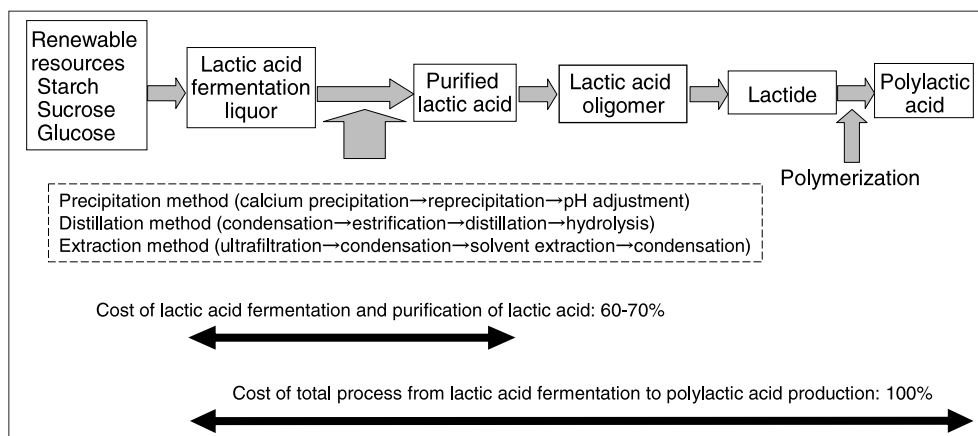 Renewable
resources
Starch
Sucrose
Glucose
Lactic acid
fermentation
liquor
Purified
lactic acid
Lactic acid
oligomer
Lactide
Polylactic
acid
Polymerization
Precipitation method (calcium precipitation→reprecipitation→pH adjustment)
Distillation method (condensation→estrification→distillation→hydrolysis)
Extraction method (ultrafiltration→condensation→solvent extraction→condensation)
Cost of lactic acid fermentation and purification of lactic acid: 60-70%
Cost of total process from lactic acid fermentation to polylactic acid production: 100%